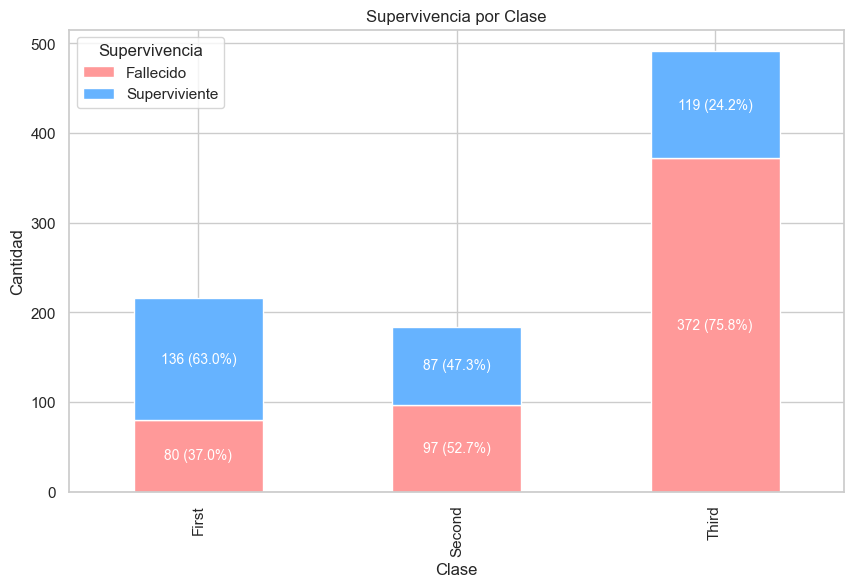 Supervivencia por Clase
Supervivencia
Fallecido
Superviviente
Cantidad
500
400
300
200
100
0
119 (24.2%)
372 (75.8%)
136 (63.0%)
87 (47.3%)
80 (37.0%)
97 (52.7%)
First
Second
Third
Clase